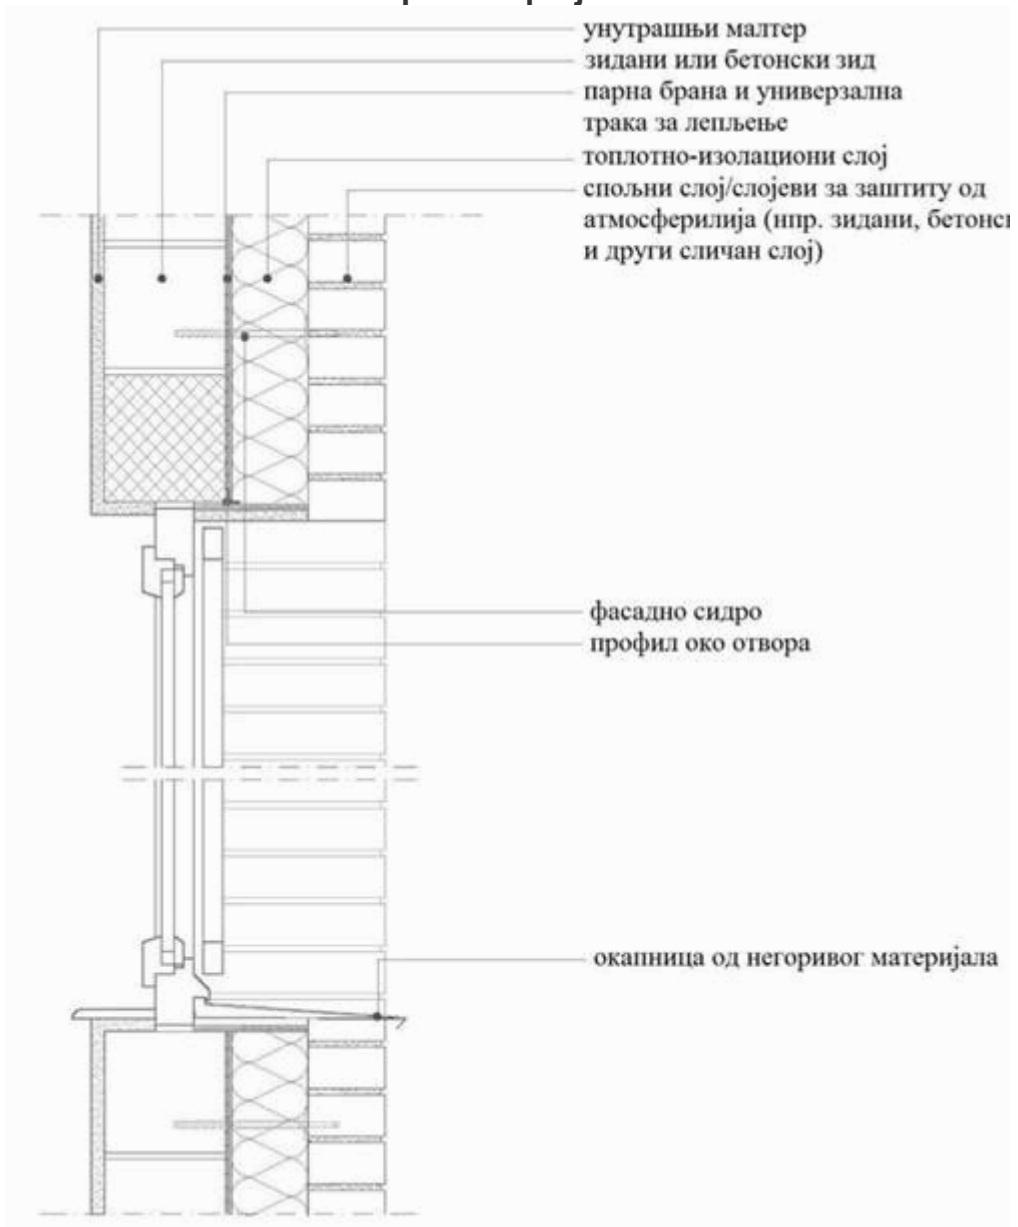 унутрашњи малтер
зидани или бетонски зид
парна брана и универзална
трака за лепљење
топлотно-изолациони слој
спољни слој/слојеви за заштиту од
атмосферилија (нпр. зидани,
и други сличан слој)
фасадно сидро
профил око отвора
окапница од негоривог материјала